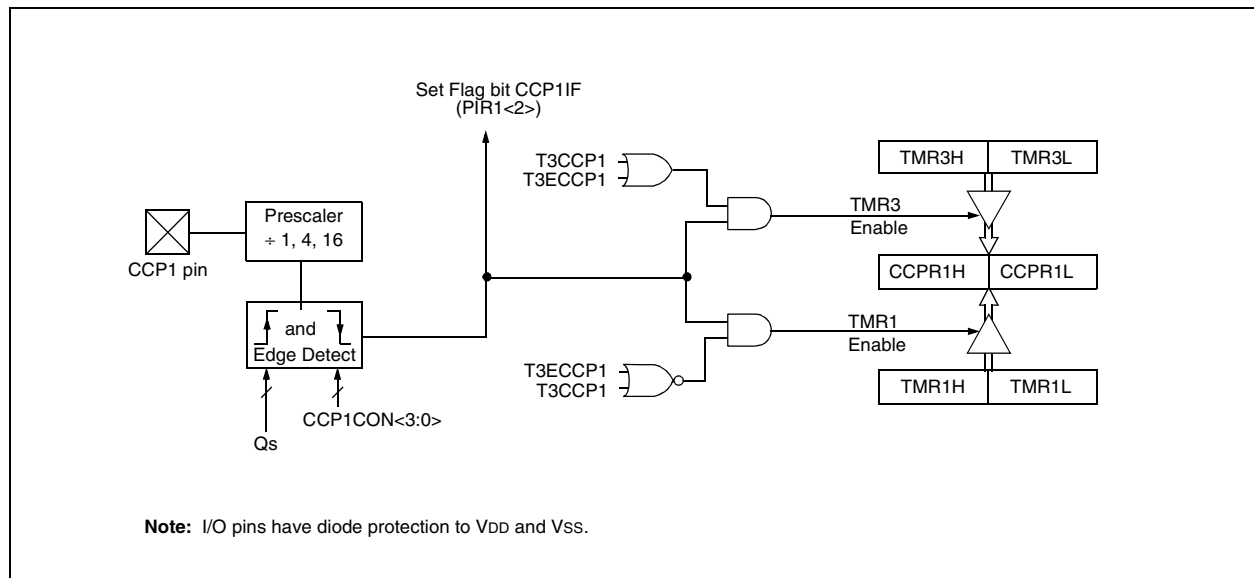 Set Flag bit CCP1IF
(PIR1<2>)
T3CCP1
T3ECCP1
TMR3H TMR3L
Prescaler
÷ 1, 4, 16
TMR3
Enable
CCP1 pin
CCPR1H CCPR1L
and
Edge Detect
TMR1
Enable
T3ECCP1
T3CCP1
TMR1H TMR1L
CCP1CON<3:0>
Qs
Note: I/O pins have diode protection to VDD and VSS.